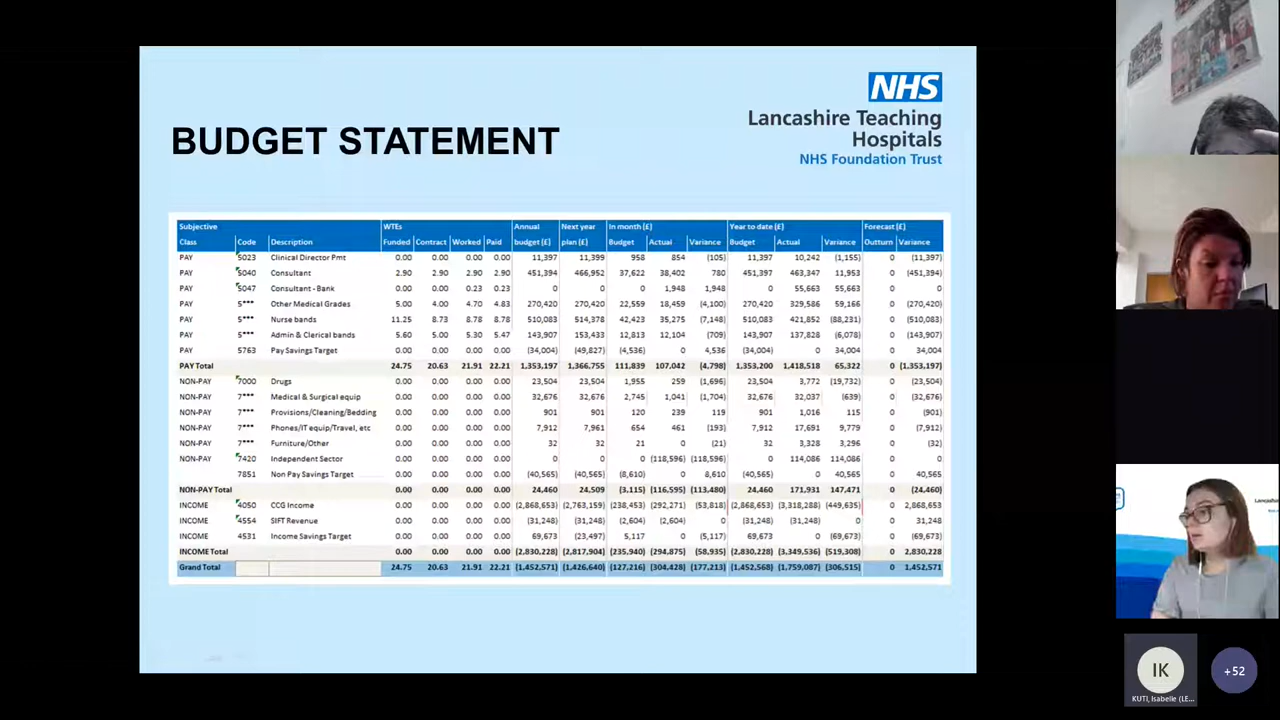 NHS
Lancashire Teaching
Hospitals
NHS Foundation Trust
BUDGET STATEMENT
Subjective WTEs Annual Next year In month (£) Year to date (£) Forecast (£)
Class Code Description Funded Contract Worked Paid budget (£) plan (£) Budget Actual Variance Budget Actual Variance Outturn Variance
PAY 5023 Clinical Director Pmt 0.00 0.00 0.00 0.00 11,397 11,399 958 854 (105) 11,397 10,242 (1,155) 0 (11,397)
PAY 5040 Consultant 2.90 2.90 2.90 2.90 451,394 466,952 37,622 38,402 780 451,397 463,347 11,953 0 (451,394)
PAY 5047 Consultant - Bank 0.00 0.00 0.23 0.23 0 0 0 1,948 1,948 0 55,663 55,663 0 0
PAY 5*** Other Medical Grades 5.00 4.00 4.70 4.83 270,420 270,420 22,559 18,459 (4,100) 270,420 329,586 59,166 0 (270,420)
PAY 5*** Nurse bands 11.25 8.73 8.78 8.78 510,083 514,378 42,423 35,275 (7,148) 510,083 421,852 (88,231) 0 (510,083)
PAY 5*** Admin & Clerical bands 5.60 5.00 5.30 5.47 143,907 153,433 12,813 12,104 (709) 143,907 137,828 (6,078) 0 (143,907)
PAY 5763 Pay Savings Target 0.00 0.00 0.00 0.00 (34,004) (49,827) (4,536) 0 4,536 (34,004) 0 34,004 0 34,004
PAY Total 24.75 20.63 21.91 22.21 1,353,197 1,366,755 111,839 107,042 (4,798) 1,353,200 1,418,518 65,322 0 (1,353,197)
NON-PAY 7000 Drugs 0.00 0.00 0.00 0.00 23,504 23,504 1,955 259 (1,696) 23,504 3,772 (19,732) 0 (23,504)
NON-PAY 7*** Medical & Surgical equip 0.00 0.00 0.00 0.00 32,676 32,676 2,745 1,041 (1,704) 32,676 32,037 (639) 0 (32,676)
NON-PAY 7*** Provisions/Cleaning/Bedding 0.00 0.00 0.00 0.00 901 901 120 239 119 901 1,016 115 0 (901)
NON-PAY 7*** Phones/IT equip/Travel, etc 0.00 0.00 0.00 0.00 7,912 7,961 654 461 (193) 7,912 17,691 9,779 0 (7,912)
NON-PAY 7*** Furniture/Other 0.00 0.00 0.00 0.00 32 32 21 0 (21) 32 3,328 3,296 0 (32)
NON-PAY 7420 Independent Sector 0.00 0.00 0.00 0.00 0 0 0 (118,596) (118,596) 0 114,086 114,086 0 0
7851 Non Pay Savings Target 0.00 0.00 0.00 0.00 (40,565) (40,565) (8,610) 0 8,610 (40,565) 0 40,565 0 40,565
NON-PAY Total 0.00 0.00 0.00 0.00 24,460 24,509 (3,115) (116,595) (113,480) 24,460 171,931 147,471 0 (24,460)
INCOME 4050 CCG Income 0.00 0.00 0.00 0.00 (2,868,653) (2,763,159) (238,453) (292,271) (53,818) (2,868,653) (3,318,288) (449,635) 0 2,868,653
INCOME 4554 SIFT Revenue 0.00 0.00 0.00 0.00 (31,248) (31,248) (2,604) (2,604) 0 (31,248) (31,248) 0 0 31,248
INCOME 4531 Income Savings Target 0.00 0.00 0.00 0.00 69,673 (23,497) 5,117 0 (5,117) 69,673 0 (69,673) 0 (69,673)
INCOME Total 0.00 0.00 0.00 0.00 (2,830,228) (2,817,904) (235,940) (294,875) (58,935) (2,830,228) (3,349,536) (519,308) 0 2,830,228
Grand Total 24.75 20.63 21.91 22.21 (1,452,571) (1,426,640) (127,216) (304,428) (177,213) (1,452,568) (1,759,087) (306,515) 0 1,452,571
IK
+52
KUTI, Isabelle (LE...